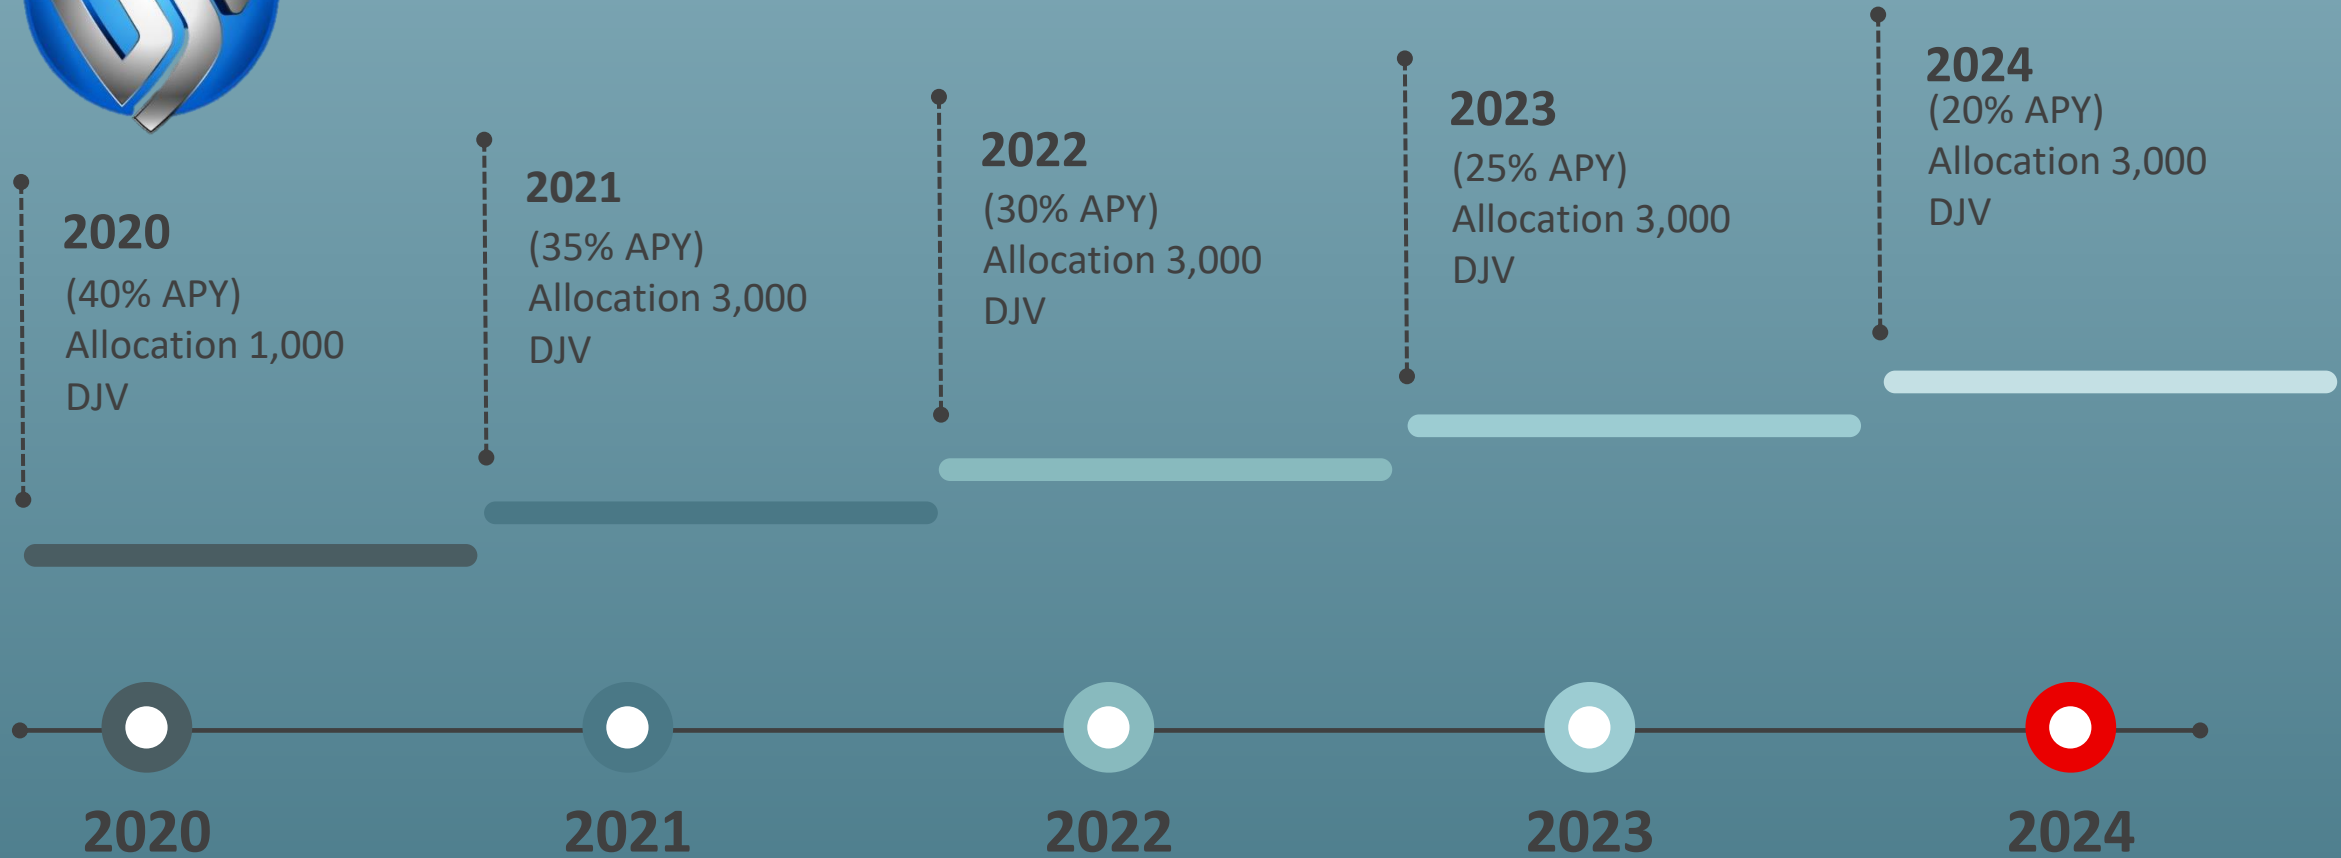 2020
(40% APY)
Allocation 1,000
DJV
2021
(35% APY)
Allocation 3,000
DJV
2022
(30% APY)
Allocation 3,000
DJV
2023
(25% APY)
Allocation 3,000
DJV
2024
(20% APY)
Allocation 3,000
DJV
2020
2021
2022
2023
2024